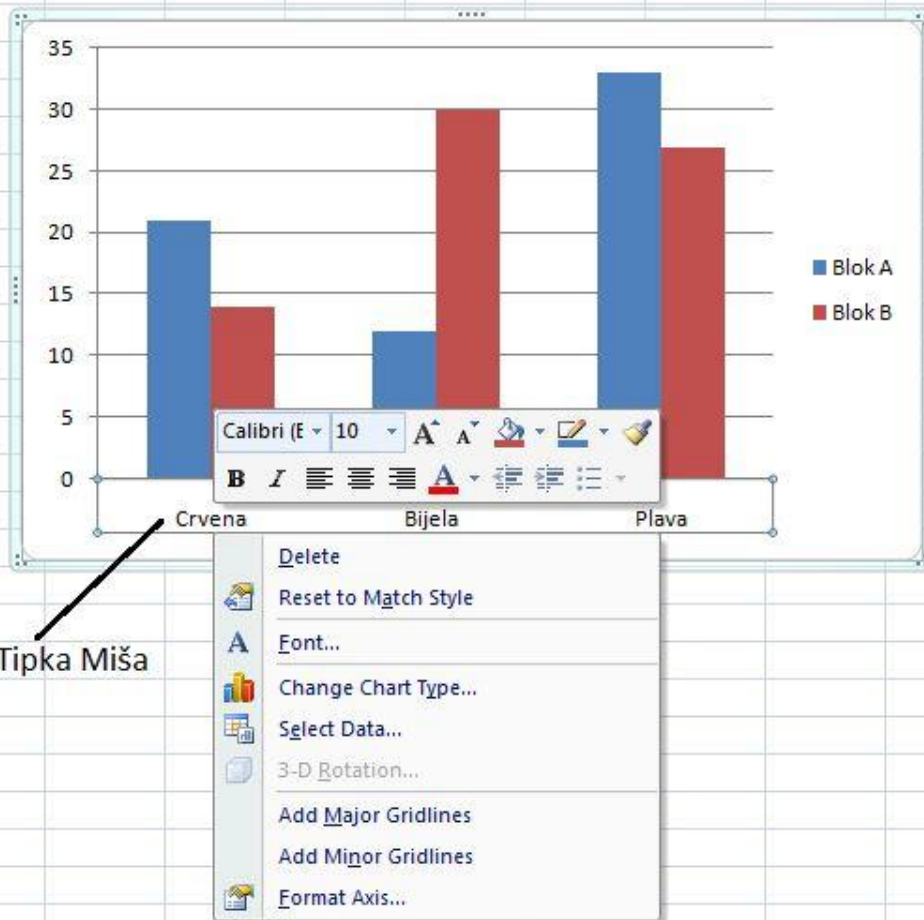 35
30
25
20
15
10
5
0
Blok A
Blok B
Calibri (E
10
A A
B I A
Crvena Bijela Plava
Tipka Miša
Delete
Reset to Match Style
A Font...
Change Chart Type...
Select Data...
3-D Rotation...
Add Major Gridlines
Add Minor Gridlines
Format Axis...